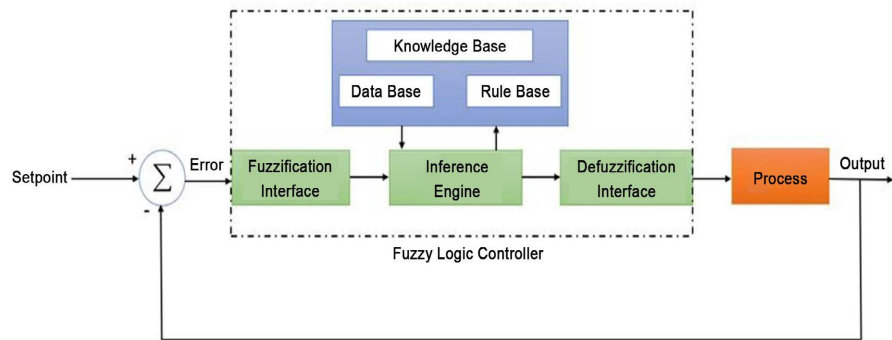 Knowledge Base
Data Base
Rule Base
Setpoint
+
Σ
-
Error
Fuzzification
Interface
Inference
Engine
Defuzzification
Interface
Process
Output
Fuzzy Logic Controller